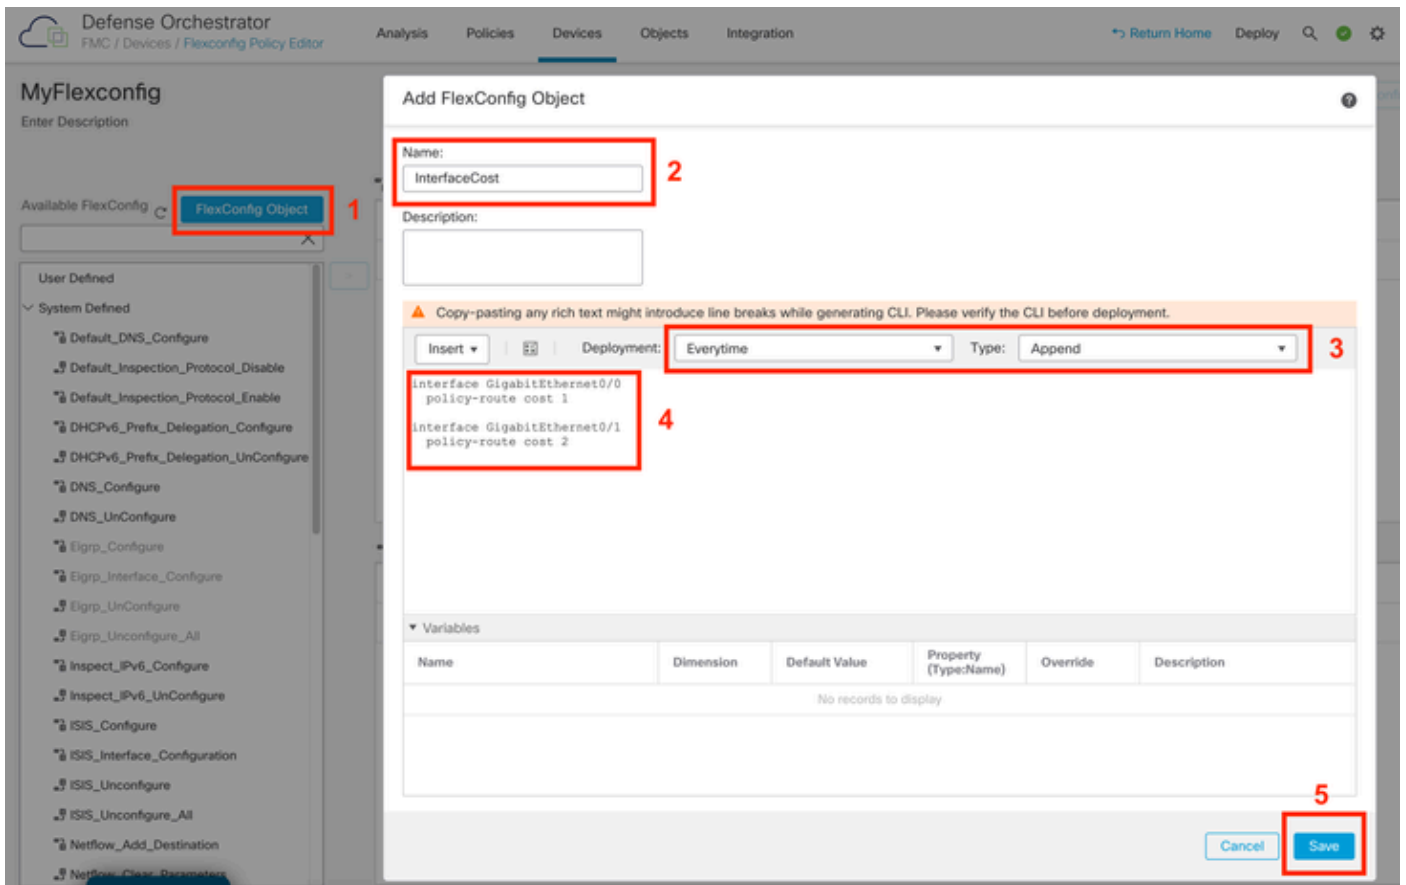 Defense Orchestrator
FMC / Devices / Flexconfig Policy Editor
Analysis Policies Devices Objects Integration
Return Home Deploy
MyFlexconfig
Enter Description
Available FlexConfig
FlexConfig Object
1
User Defined
System Defined
Default_DNS_Configure
Default_Inspection_Protocol_Disable
Default_Inspection_Protocol_Enable
DHCPv6_Prefix_Delegation_Configure
DHCPv6_Prefix_Delegation_UnConfigure
DNS_Configure
DNS_UnConfigure
Eigrp_Configure
Eigrp_Interface_Configure
Eigrp_UnConfigure
Eigrp_Unconfigure_All
Inspect_IPv6_Configure
Inspect_IPv6_UnConfigure
ISIS_Configure
ISIS_Interface_Configuration
ISIS_Unconfigure
ISIS_Unconfigure_All
Netflow_Add_Destination
Netflow_Clear_Parameters
Add FlexConfig Object
Name:
InterfaceCost
2
Description:
Copy-pasting any rich text might introduce line breaks while generating CLI. Please verify the CLI before deployment.
Insert Deployment: Everytime Type: Append
3
interface GigabitEthernet0/0
policy-route cost 1
interface GigabitEthernet0/1
policy-route cost 2
4
Variables
Name Dimension Default Value Property (Type:Name) Override Description
No records to display
5
Cancel Save